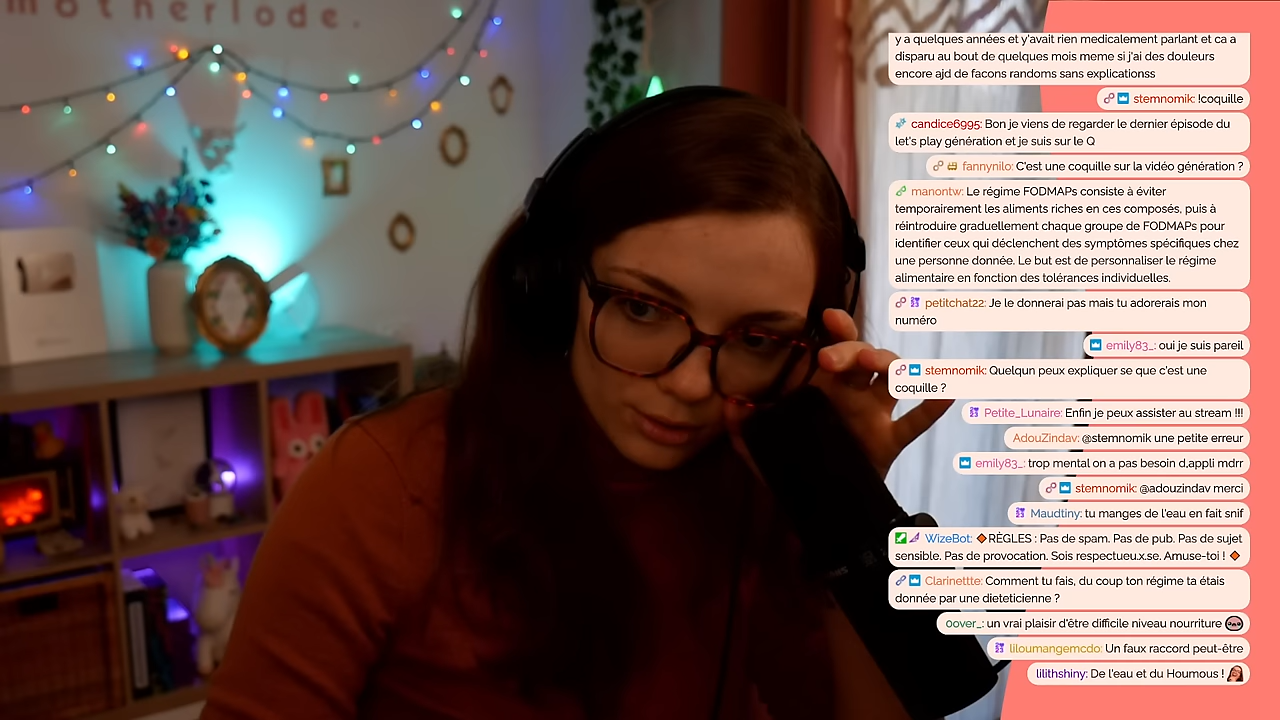 motherlode.
y a quelques années et y'avait rien medicalement parlant et ca a
disparu au bout de quelques mois meme si j'ai des douleurs
encore ajd de facons randoms sans explicationss
stemnomik: !coquille
candice6995: Bon je viens de regarder le dernier épisode du
let's play génération et je suis sur le Q
fannynilo: C'est une coquille sur la vidéo génération ?
manontw: Le régime FODMAPs consiste à éviter
temporairement les aliments riches en ces composés, puis à
réintroduire graduellement chaque groupe de FODMAPs pour
identifier ceux qui déclenchent des symptômes spécifiques chez
une personne donnée. Le but est de personnaliser le régime
alimentaire en fonction des tolérances individuelles.
petitchat22: Je le donnerai pas mais tu adorerais mon
numéro
emily83_: oui je suis pareil
stemnomik: Quelqun peux expliquer se que c'est une
coquille ?
Petite_Lunaire: Enfin je peux assister au stream !!!
AdouZindav: @stemnomik une petite erreur
emily83_: trop mental on a pas besoin d,appli mdrr
stemnomik: @adouzindav merci
Maudtiny: tu manges de l'eau en fait snif
WizeBot: 🔶RÈGLES : Pas de spam. Pas de pub. Pas de sujet
sensible. Pas de provocation. Sois respectueu.x.se. Amuse-toi ! 🔶
Clarinettte: Comment tu fais, du coup ton régime ta étais
donnée par une dieteticienne ?
0over_: un vrai plaisir d'être difficile niveau nourriture
liloumangemcdo: Un faux raccord peut-être
lilithshiny: De l'eau et du Houmous !